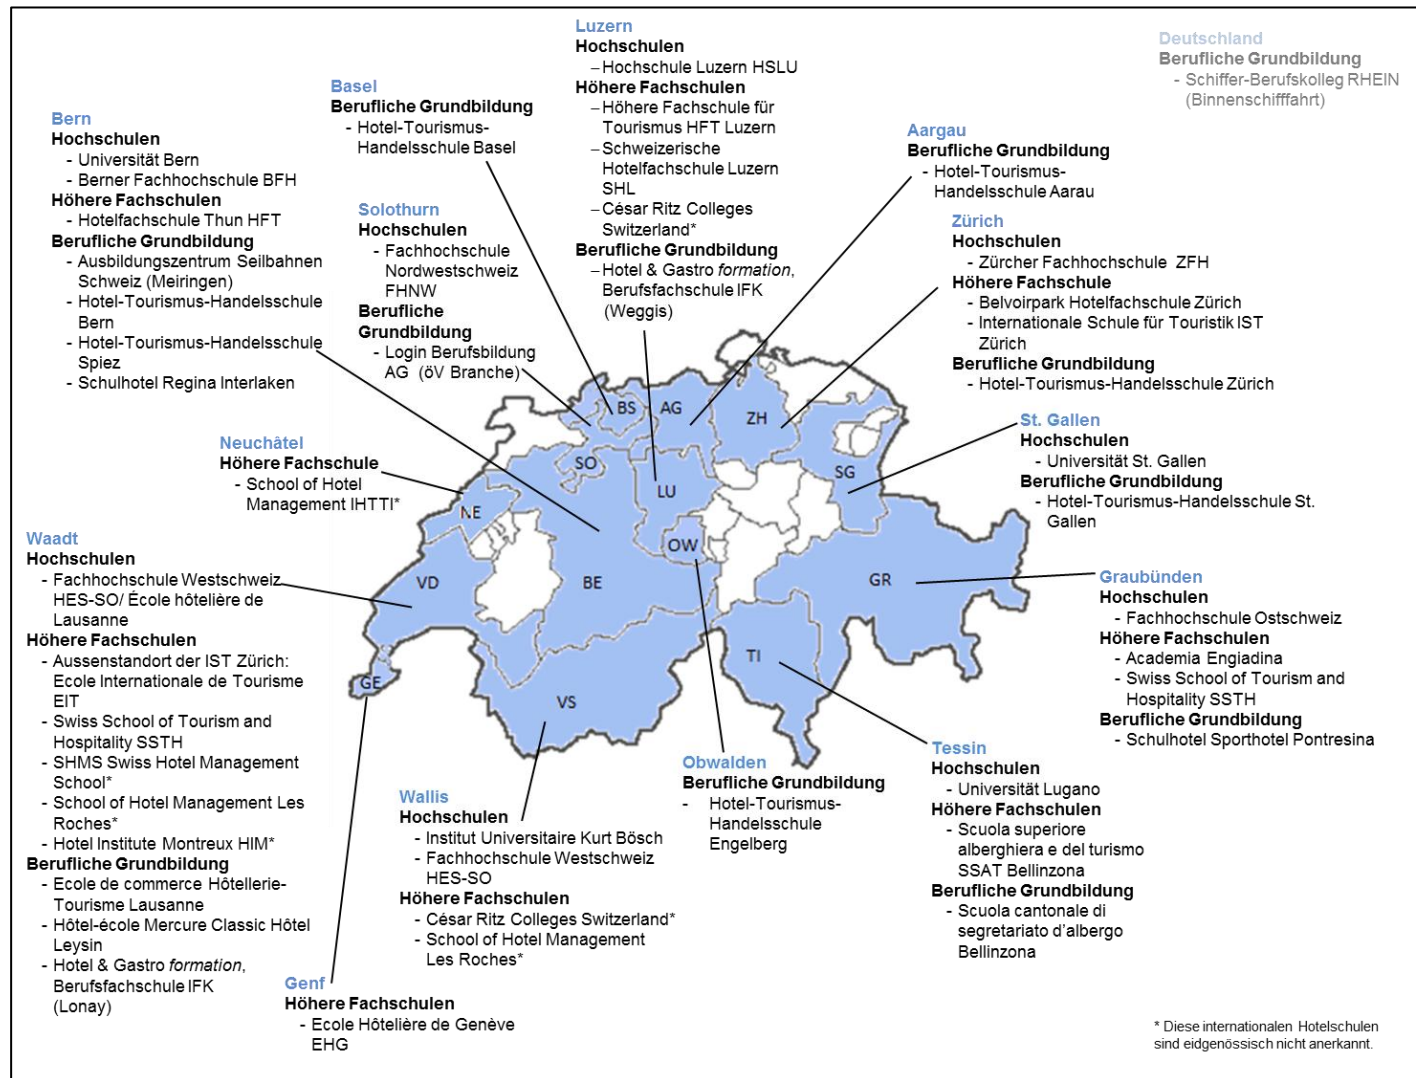 Luzern
Hochschulen
– Hochschule Luzern HSLU
Höhere Fachschulen
– Höhere Fachschule für
Tourismus HFT Luzern
– Schweizerische
Hotelfachschule Luzern
SHL
– César Ritz Colleges
Switzerland*
Berufliche Grundbildung
– Hotel & Gastro formation,
Berufsfachschule IFK
(Weggis)
Deutschland
Berufliche Grundbildung
- Schiffer-Berufskolleg RHEIN
(Binnenschifffahrt)
Basel
Berufliche Grundbildung
- Hotel-Tourismus-
Handelsschule Basel
Bern
Hochschulen
- Universität Bern
- Berner Fachhochschule BFH
Höhere Fachschulen
- Hotelfachschule Thun HFT
Berufliche Grundbildung
- Ausbildungszentrum Seilbahnen
Schweiz (Meiringen)
- Hotel-Tourismus-Handelsschule
Bern
- Hotel-Tourismus-Handelsschule
Spiez
- Schulhotel Regina Interlaken
Solothurn
Hochschulen
- Fachhochschule
Nordwestschweiz
FHNW
Berufliche
Grundbildung
- Login Berufsbildung
AG (öV Branche)
Aargau
Berufliche Grundbildung
- Hotel-Tourismus-
Handelsschule Aarau
Zürich
Hochschulen
- Zürcher Fachhochschule ZFH
Höhere Fachschule
- Belvoirpark Hotelfachschule Zürich
- Internationale Schule für Touristik IST
Zürich
Berufliche Grundbildung
- Hotel-Tourismus-Handelsschule Zürich
St. Gallen
Hochschulen
- Universität St. Gallen
Berufliche Grundbildung
- Hotel-Tourismus-Handelsschule St.
Gallen
Neuchâtel
Höhere Fachschule
- School of Hotel
Management IHTTI*
BS
AG
ZH
SO
LU
SG
NE
OW
VD
BE
GR
TI
GE
VS
Waadt
Hochschulen
- Fachhochschule Westschweiz
HES-SO/ École hôtelière de
Lausanne
Höhere Fachschulen
- Aussenstandort der IST Zürich:
Ecole Internationale de Tourisme
EIT
- Swiss School of Tourism and
Hospitality SSTH
- SHMS Swiss Hotel Management
School*
- School of Hotel Management Les
Roches*
- Hotel Institute Montreux HIM*
Berufliche Grundbildung
- Ecole de commerce Hôtellerie-
Tourisme Lausanne
- Hôtel-école Mercure Classic Hôtel
Leysin
- Hotel & Gastro formation,
Berufsfachschule IFK
(Lonay)
Graubünden
Hochschulen
- Fachhochschule Ostschweiz
Höhere Fachschulen
- Academia Engiadina
- Swiss School of Tourism and
Hospitality SSTH
Berufliche Grundbildung
- Schulhotel Sporthotel Pontresina
Tessin
Hochschulen
- Universität Lugano
Höhere Fachschulen
- Scuola superiore
alberghiera e del turismo
SSAT Bellinzona
Berufliche Grundbildung
- Scuola cantonale di
segretariato d’albergo
Bellinzona
Obwalden
Berufliche Grundbildung
- Hotel-Tourismus-
Handelsschule
Engelberg
Wallis
Hochschulen
- Institut Universitaire Kurt Bösch
- Fachhochschule Westschweiz
HES-SO
Höhere Fachschulen
- César Ritz Colleges Switzerland*
- School of Hotel Management
Les Roches*
Genf
Höhere Fachschulen
- Ecole Hôtelière de Genève
EHG
* Diese internationalen Hotelschulen
sind eidgenössisch nicht anerkannt.